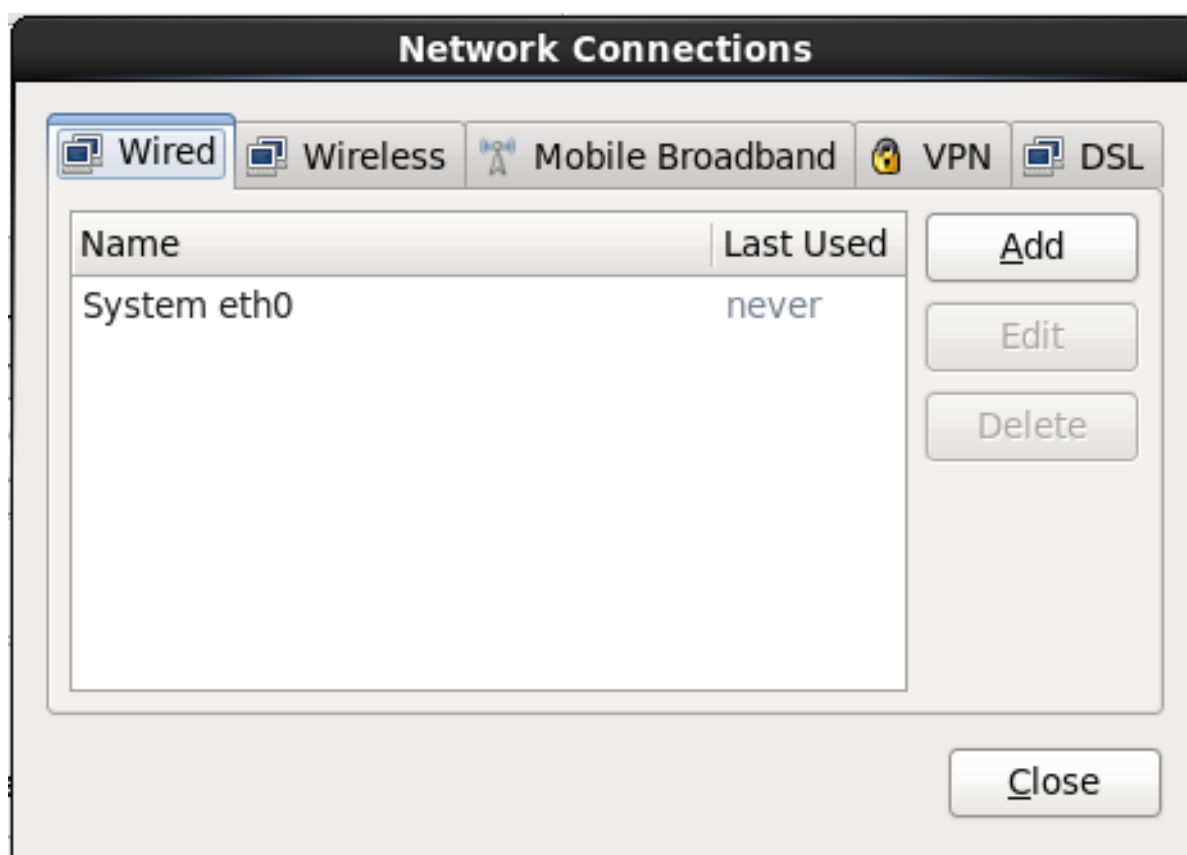 Network Connections
Wired Wireless Mobile Broadband VPN DSL
Name Last Used Add
System eth0 never
Edit
Delete
Close